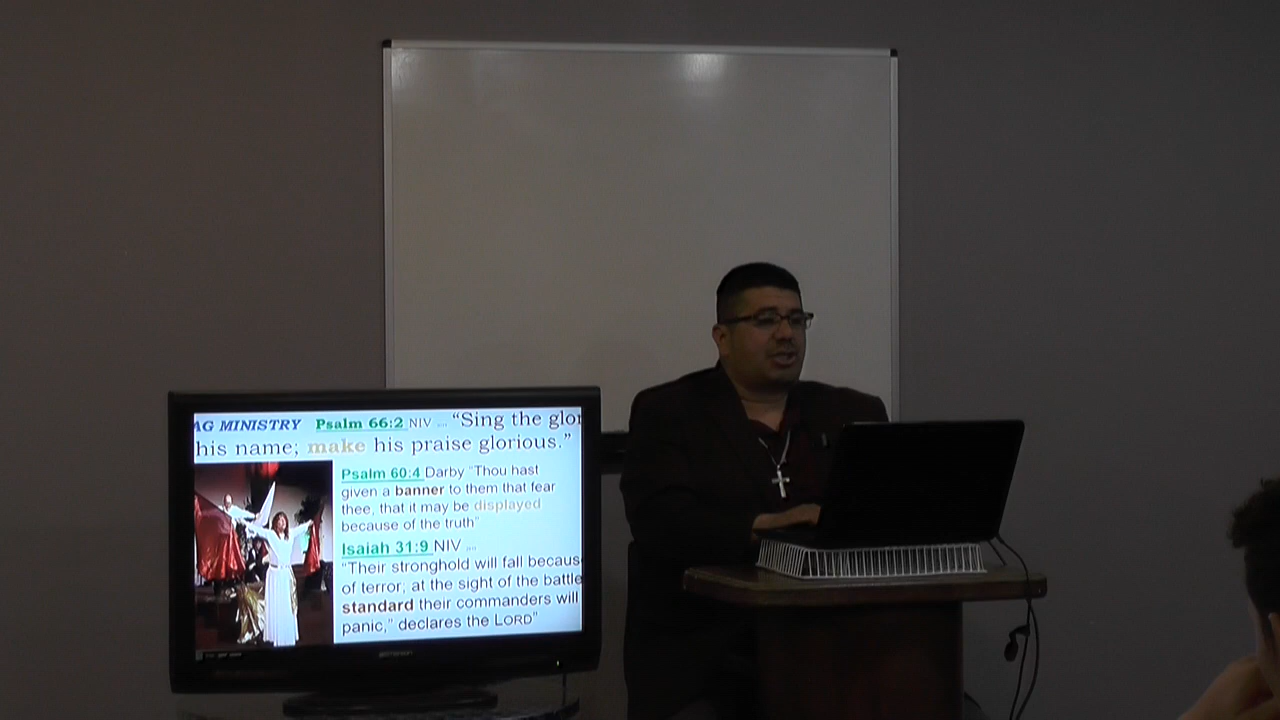 AG MINISTRY Psalm 66:2 NIV .... “Sing the glor
his name; make his praise glorious.”
Psalm 60:4 Darby “Thou hast
given a banner to them that fear
thee, that it may be displayed
because of the truth”
Isaiah 31:9 NIV ....
“Their stronghold will fall becaus
of terror; at the sight of the battle
standard their commanders will
panic,” declares the LORD”